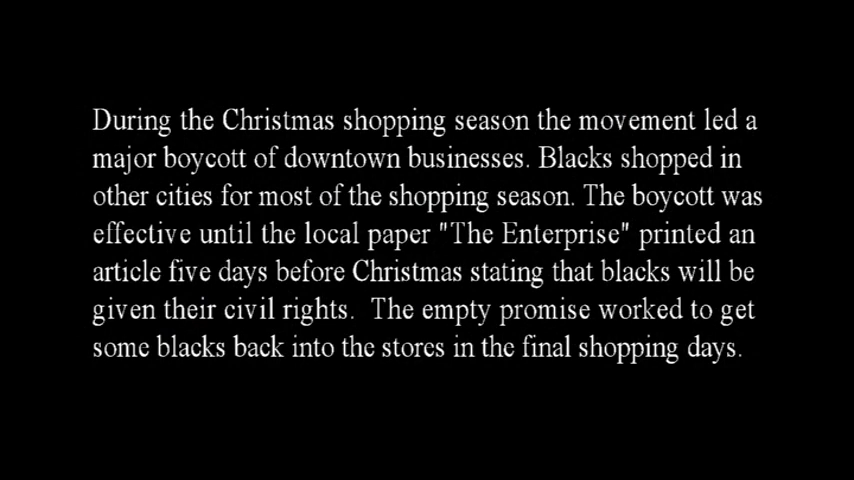 During the Christmas shopping season the movement led a
major boycott of downtown businesses. Blacks shopped in
other cities for most of the shopping season. The boycott was
effective until the local paper "The Enterprise" printed an
article five days before Christmas stating that blacks will be
given their civil rights.  The empty promise worked to get
some blacks back into the stores in the final shopping days.